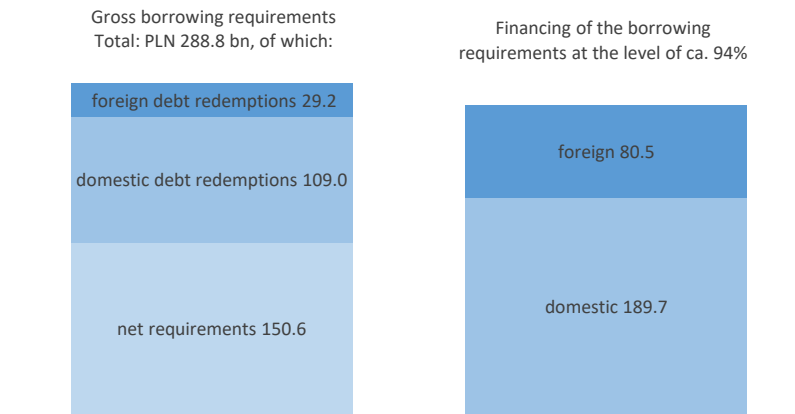 Gross borrowing requirements
Total: PLN 288.8 bn, of which:
foreign debt redemptions 29.2
domestic debt redemptions 109.0
net requirements 150.6
Financing of the borrowing
requirements at the level of ca. 94%
foreign 80.5
domestic 189.7